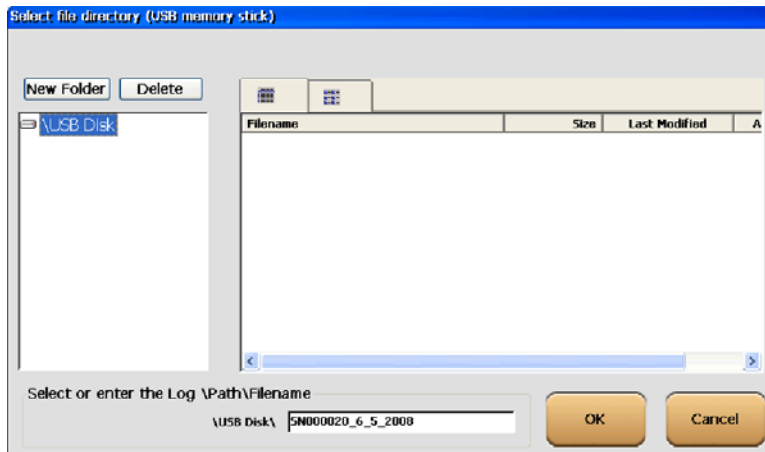 Select file directory (USB memory stick)
New Folder Delete
\USB Disk
Filename Size Last Modified A
Select or enter the Log \Path\Filename
\USB Disk\ SN000020_6_5_2008
OK Cancel